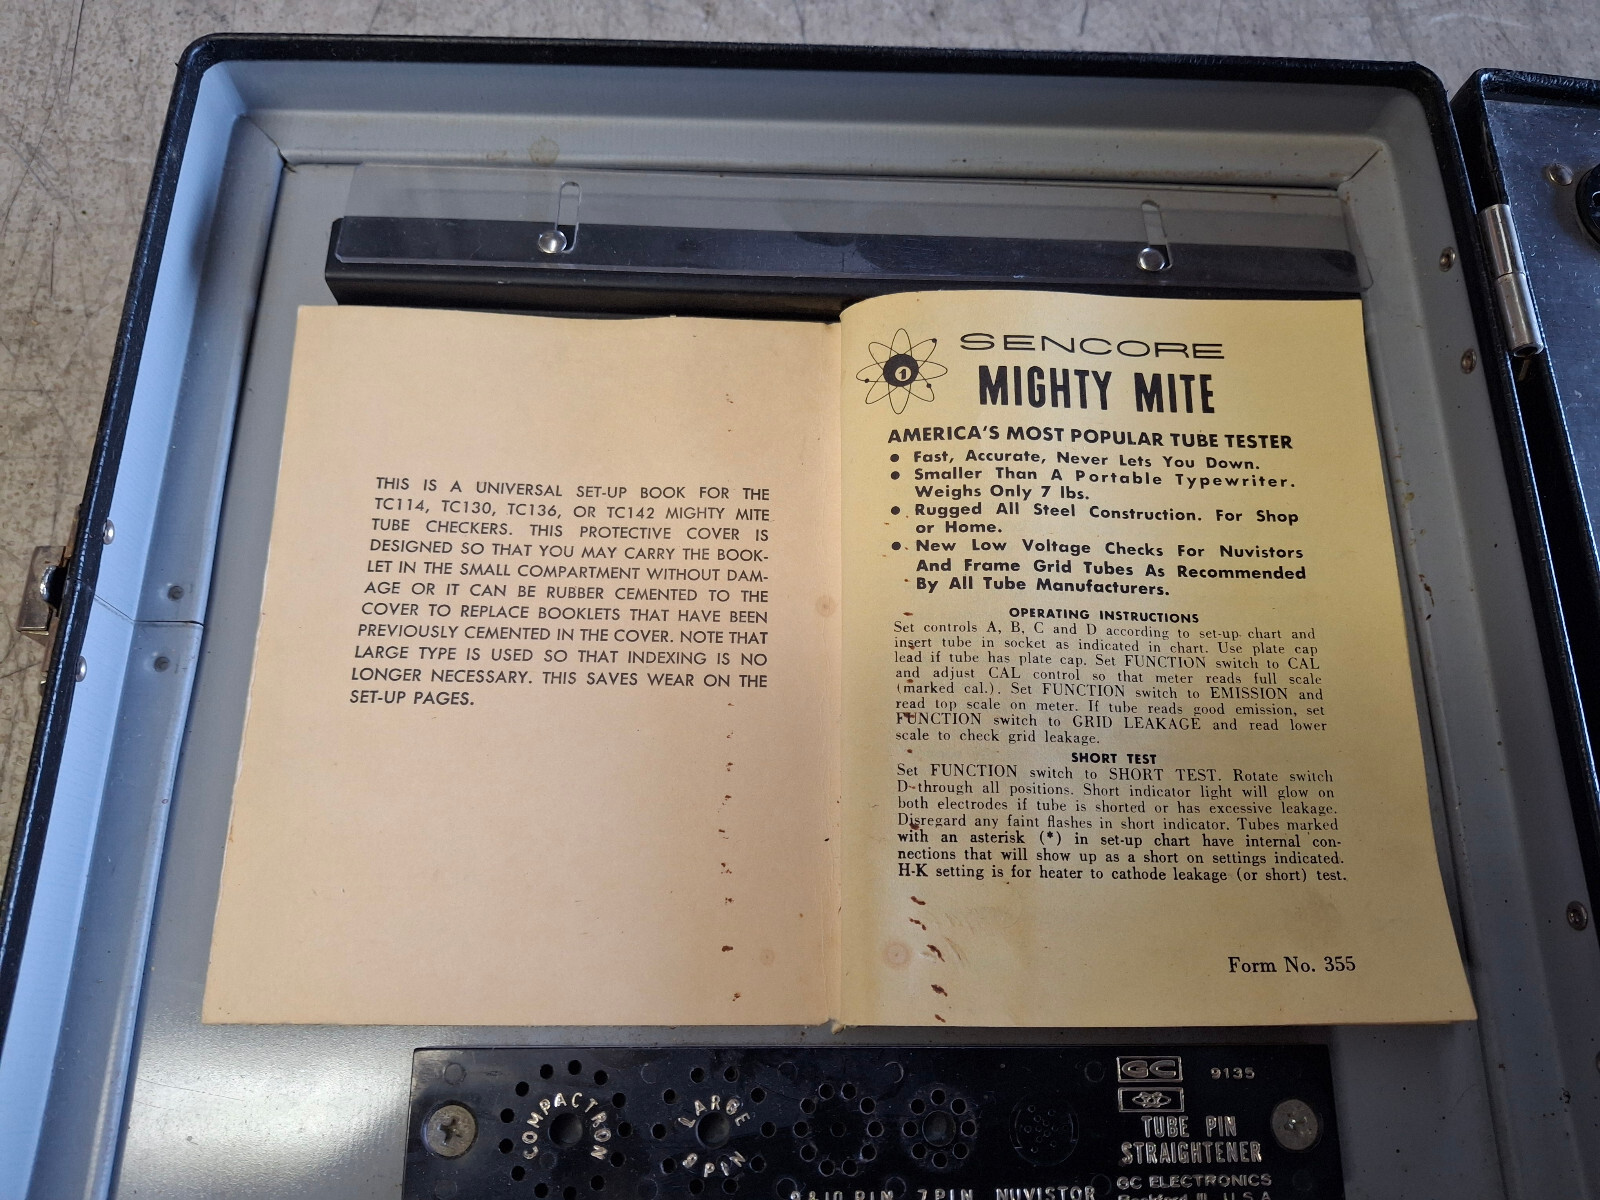 THIS IS A UNIVERSAL SET-UP BOOK FOR THE
TC114, TC130, TC136, OR TC142 MIGHTY MITE
TUBE CHECKERS. THIS PROTECTIVE COVER IS
DESIGNED SO THAT YOU MAY CARRY THE BOOK-
LET IN THE SMALL COMPARTMENT WITHOUT DAM-
AGE OR IT CAN BE RUBBER CEMENTED TO THE
COVER TO REPLACE BOOKLETS THAT HAVE BEEN
PREVIOUSLY CEMENTED IN THE COVER. NOTE THAT
LARGE TYPE IS USED SO THAT INDEXING IS NO
LONGER NECESSARY. THIS SAVES WEAR ON THE
SET-UP PAGES.
1
SENCORE
MIGHTY MITE
AMERICA'S MOST POPULAR TUBE TESTER
● Fast, Accurate, Never Lets You Down.
● Smaller Than A Portable Typewriter.
Weighs Only 7 lbs.
● Rugged All Steel Construction. For Shop
or Home.
● New Low Voltage Checks For Nuvistors
And Frame Grid Tubes As Recommended
By All Tube Manufacturers.
OPERATING INSTRUCTIONS
Set controls A, B, C and D according to set-up chart and
insert tube in socket as indicated in chart. Use plate cap
lead if tube has plate cap. Set FUNCTION switch to CAL
and adjust CAL control so that meter reads full scale
(marked cal.). Set FUNCTION switch to EMISSION and
read top scale on meter. If tube reads good emission, set
FUNCTION switch to GRID LEAKAGE and read lower
scale to check grid leakage.
SHORT TEST
Set FUNCTION switch to SHORT TEST. Rotate switch
D through all positions. Short indicator light will glow on
both electrodes if tube is shorted or has excessive leakage.
Disregard any faint flashes in short indicator. Tubes marked
with an asterisk (*) in set-up chart have internal con-
nections that will show up as a short on settings indicated.
H-K setting is for heater to cathode leakage (or short) test.
Form No. 355
COMPACTRON
LARGE
9 PIN
9 & 10 PIN 7 PIN NUVISTOR
GC 9135
TUBE PIN
STRAIGHTENER
GC ELECTRONICS
Rockford, Ill. U.S.A.